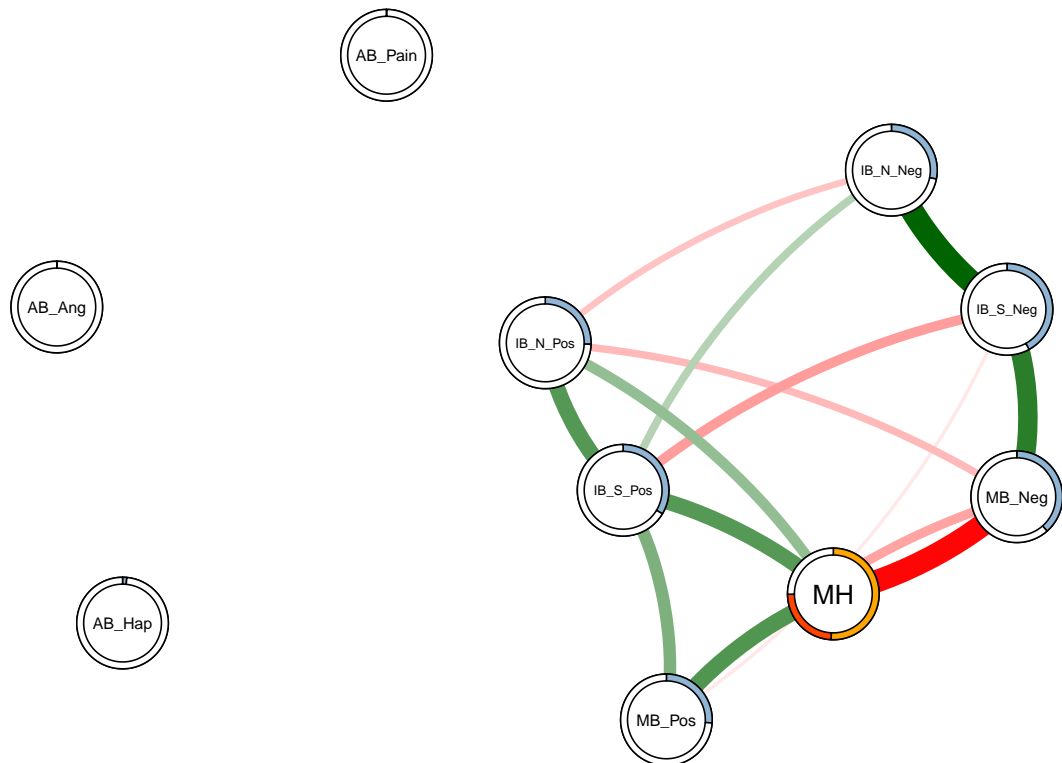 AB_Pain
IB_N_Neg
AB_Ang
IB_S_Neg
IB_N_Pos
IB_S_Pos
MB_Neg
MH
AB_Hap
MB_Pos